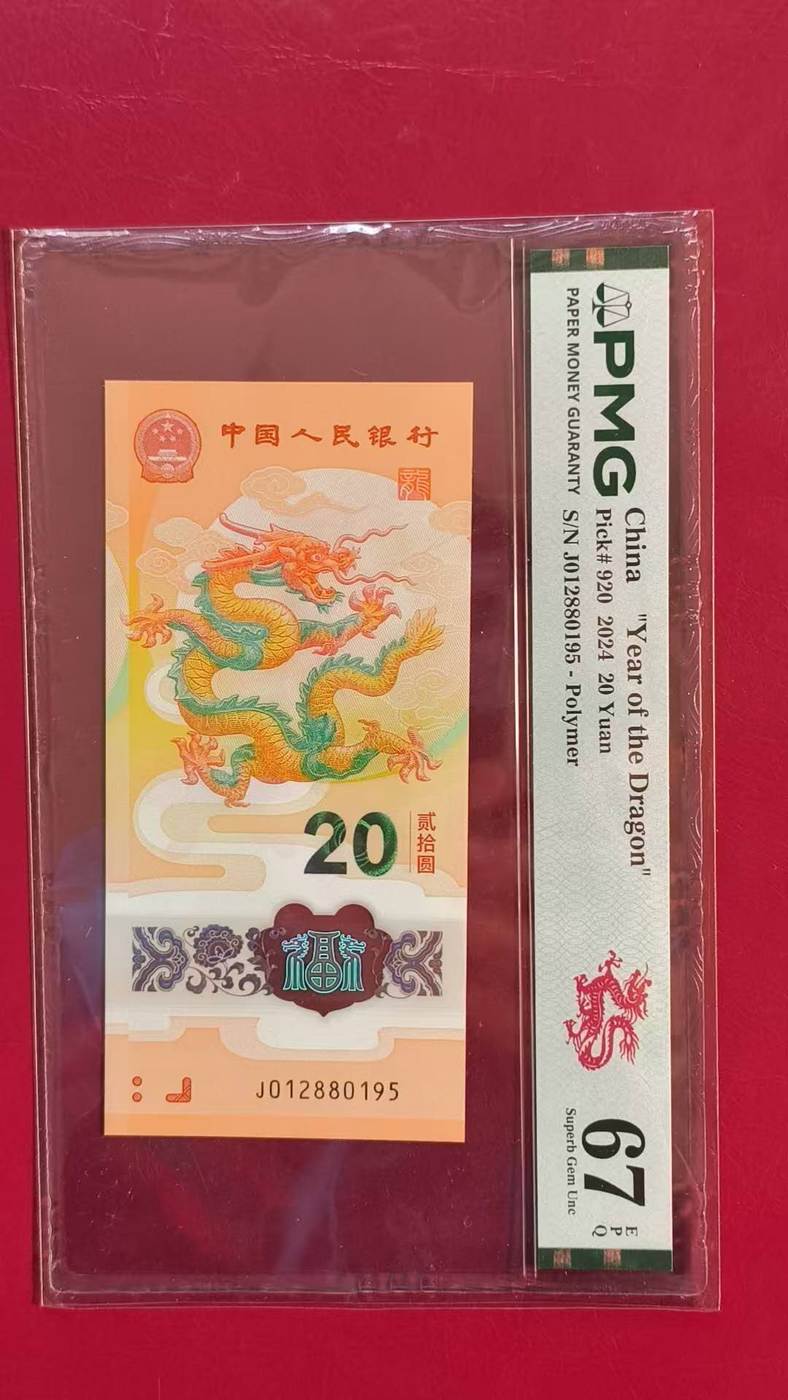 中国人民银行
龍
20
贰拾圆
J012880195
PMG
PAPER MONEY GUARANTY
China "Year of the Dragon"
Pick# 920 2024 20 Yuan
S/N J012880195 - Polymer
67
EPQ
Superb Gem Unc